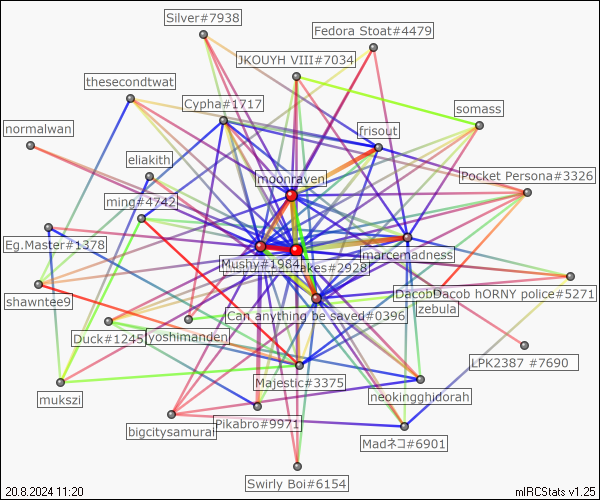 Silver#7938
Fedora Stoat#4479
JKOUYH VIII#7034
thesecondtwat
Cypha#1717
somass
normalwan
frisout
eliakith
moonraven
Pocket Persona#3326
ming#4742
Eg.Master#1378
marcemadness
Mushy#1984
akes#2928
shawntee9
DacobDacob hORNY police#5271
zebula
Can anything be saved#0396
Duck#1245
yoshimanden
LPK2387 #7690
Majestic#3375
mukszi
neokingghidorah
bigcitysamurai
Pikabro#9971
Madネコ#6901
Swirly Boi#6154
20.8.2024 11:20
mIRCStats v1.25